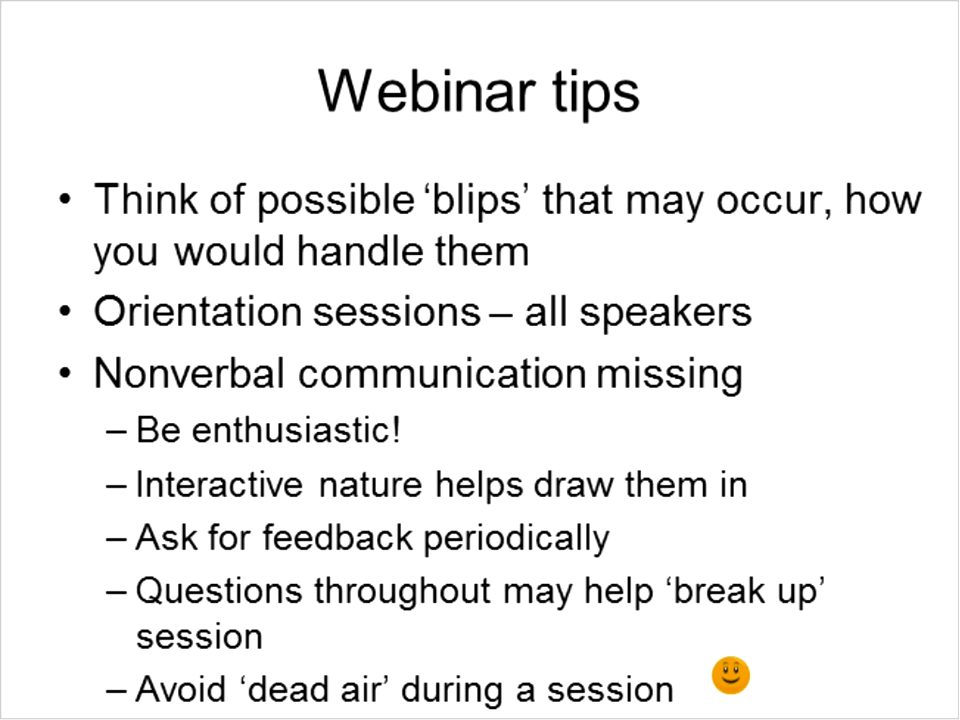 Webinar tips
• Think of possible ‘blips’ that may occur, how
you would handle them
• Orientation sessions – all speakers
• Nonverbal communication missing
– Be enthusiastic!
– Interactive nature helps draw them in
– Ask for feedback periodically
– Questions throughout may help ‘break up’
session
– Avoid ‘dead air’ during a session